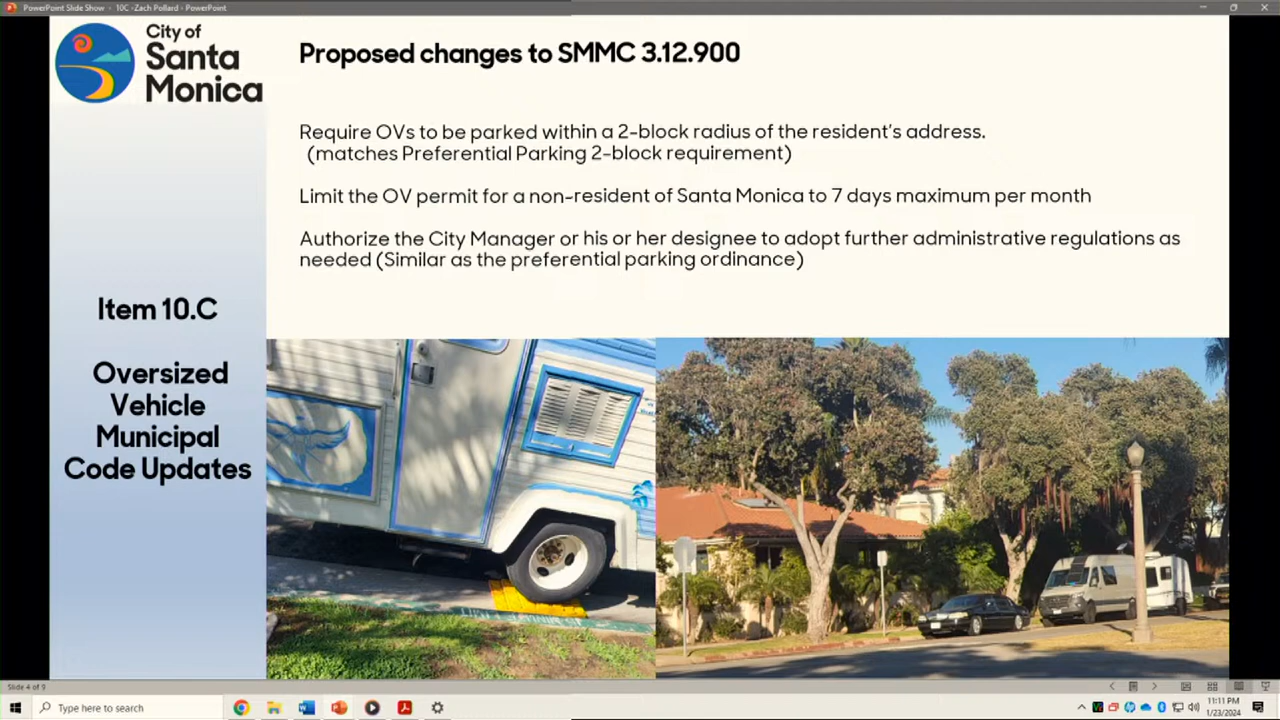 PowerPoint Slide Show - 10C -Zach Pollard - PowerPoint
City of
Santa
Monica
Proposed changes to SMMC 3.12.900
Require OVs to be parked within a 2-block radius of the resident's address.
(matches Preferential Parking 2-block requirement)
Limit the OV permit for a non-resident of Santa Monica to 7 days maximum per month
Authorize the City Manager or his or her designee to adopt further administrative regulations as
needed (Similar as the preferential parking ordinance)
Item 10.C
Oversized
Vehicle
Municipal
Code Updates
Slide 4 of 9
Type here to search
11:11 PM
1/23/2024